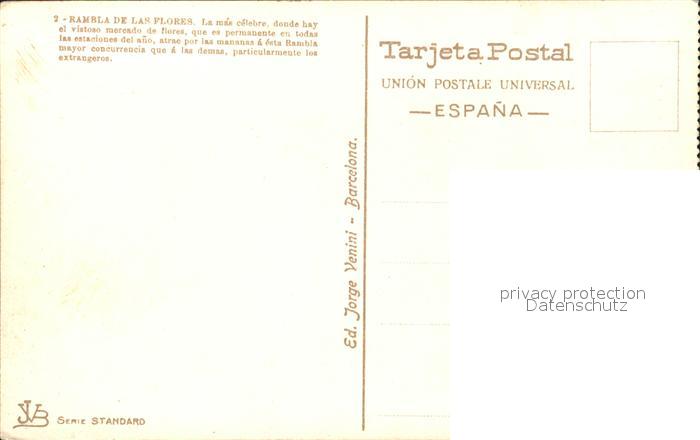 2 - RAMBLA DE LAS FLORES. La más célebre, donde hay
el vistoso mercado de flores, que es permanente en todas
las estaciones del año, atrae por las mananas á ésta Rambla
mayor concurrencia que á las demas, particularmente los
extrangeros.
Tarjeta Postal
UNIÓN POSTALE UNIVERSAL
—ESPAÑA—
Ed. Jorge Venini - Barcelona.
privacy protection
Datenschutz
JVB SERIE STANDARD